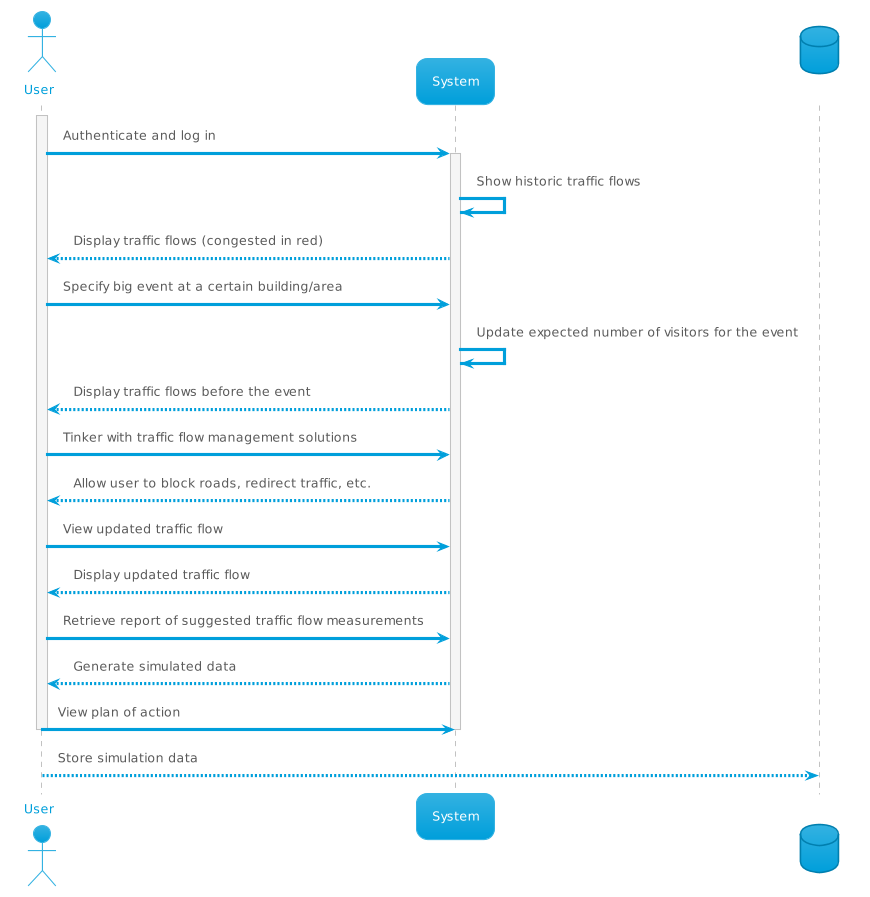 User
System
Authenticate and log in
Show historic traffic flows
Display traffic flows (congested in red)
Specify big event at a certain building/area
Update expected number of visitors for the event
Display traffic flows before the event
Tinker with traffic flow management solutions
Allow user to block roads, redirect traffic, etc.
View updated traffic flow
Display updated traffic flow
Retrieve report of suggested traffic flow measurements
Generate simulated data
View plan of action
Store simulation data
User
System